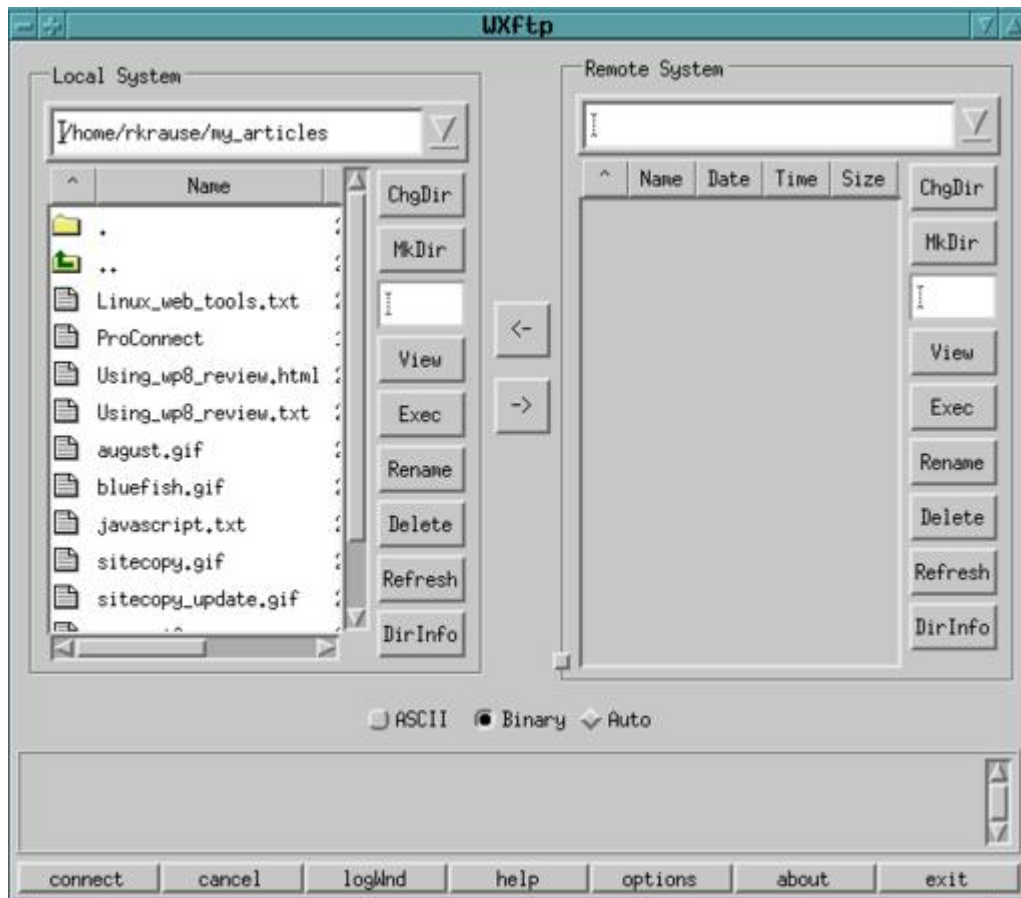 WXftp
Local System
/home/rkrause/my_articles
^ Name
.
..
Linux_web_tools.txt
ProConnect
Using_wp8_review.html
Using_wp8_review.txt
august.gif
bluefish.gif
javascript.txt
sitecopy.gif
sitecopy_update.gif
ChgDir
MkDir
View
Exec
Rename
Delete
Refresh
DirInfo
<-
->
Remote System
^ Name Date Time Size
ChgDir
MkDir
View
Exec
Rename
Delete
Refresh
DirInfo
ASCII Binary Auto
connect cancel logWnd help options about exit